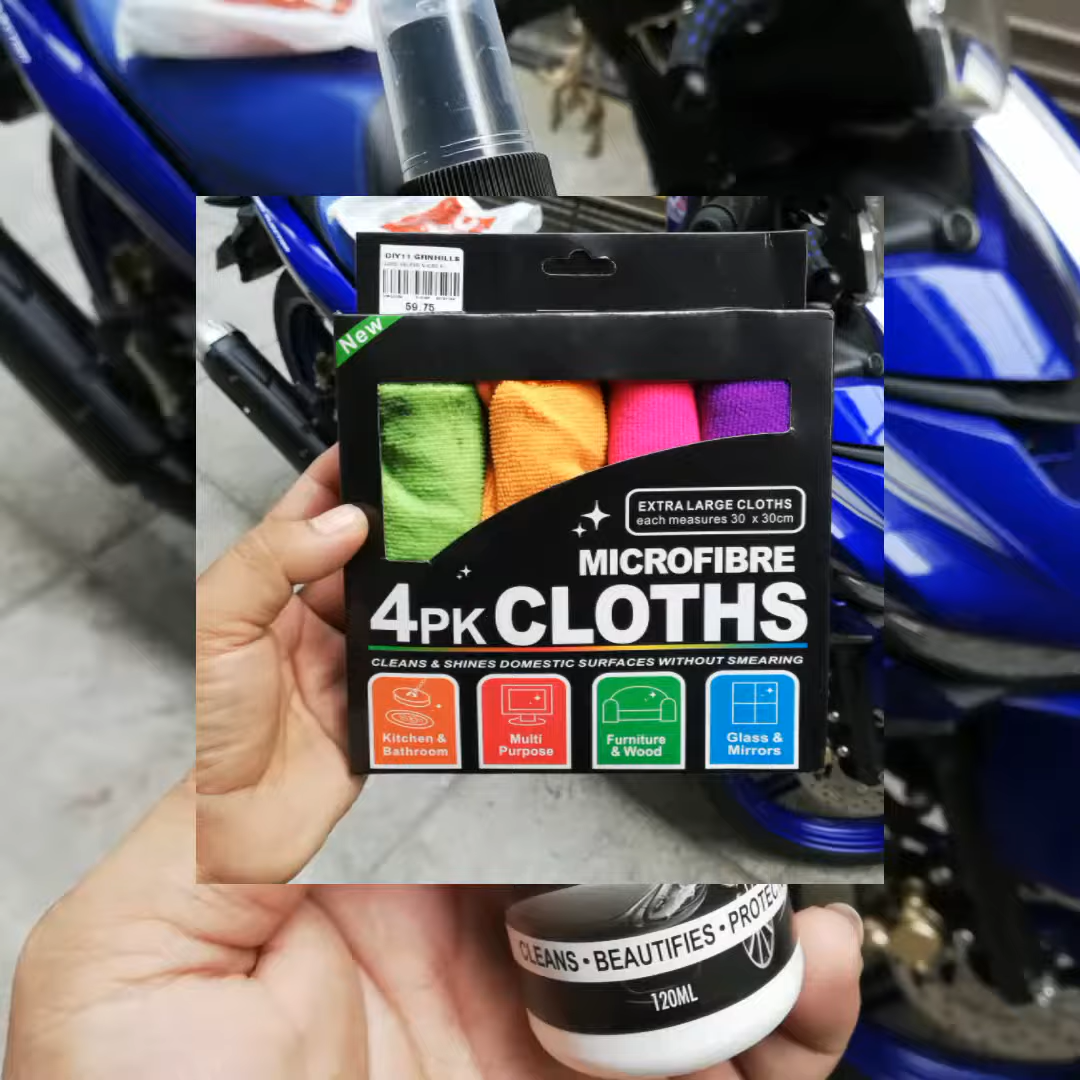 DIY11 GRNHILLS
59.75
New
EXTRA LARGE CLOTHS
each measures 30 x 30cm
MICROFIBRE
4PK CLOTHS
CLEANS & SHINES DOMESTIC SURFACES WITHOUT SMEARING
Kitchen &
Bathroom
Multi
Purpose
Furniture
& Wood
Glass &
Mirrors
CLEANS • BEAUTIFIES • PROTEC
120ML